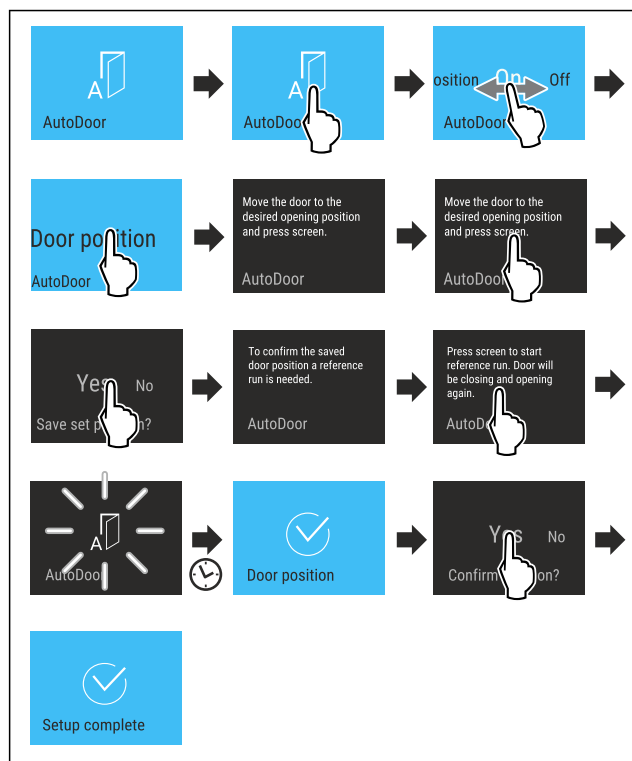 A
AutoDoor
A
AutoDoo
osition On Off
AutoDo
Door position
AutoDoor
Move the door to the
desired opening position
and press screen.
AutoDoor
Move the door to the
desired opening position
and press screen.
AutoDoo
Yes No
Save set p n?
To confirm the saved
door position a reference
run is needed.
AutoDoor
Press screen to start
reference run. Door will
be closing and opening
again.
AutoD
A
AutoDoor
Door position
Yes No
Confirm on?
Setup complete